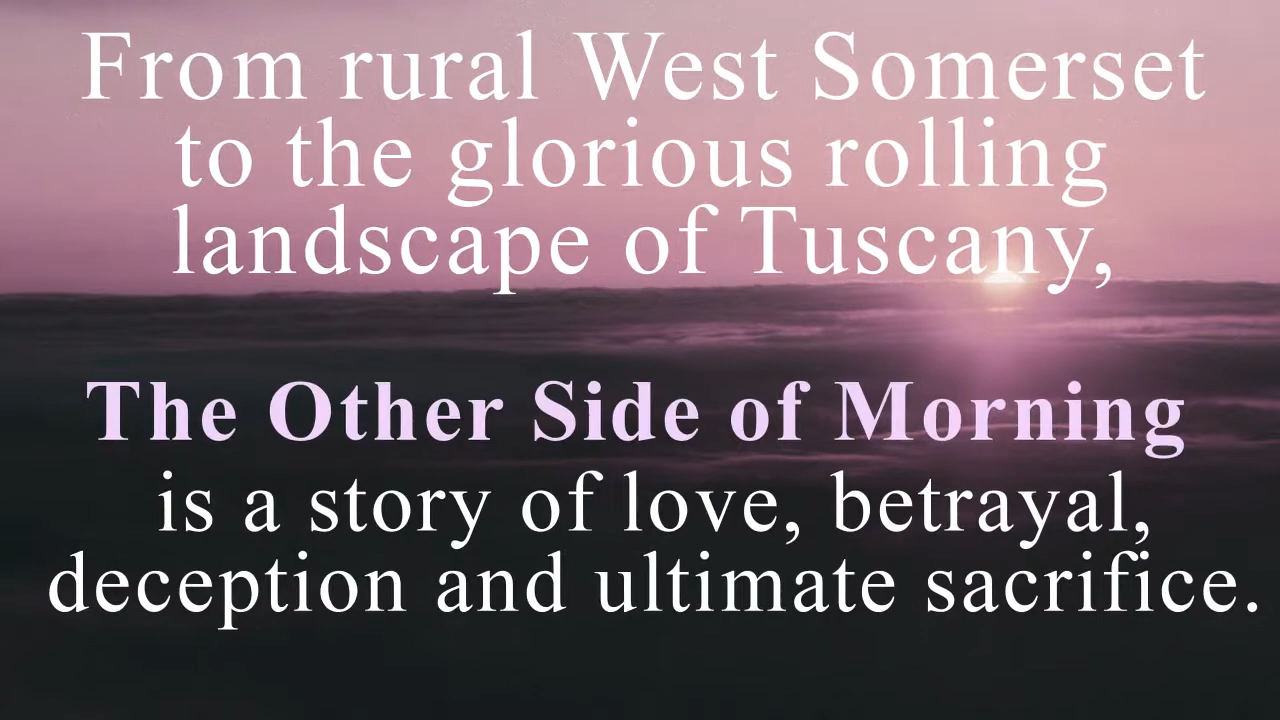 From rural West Somerset
to the glorious rolling
landscape of Tuscany,
The Other Side of Morning
is a story of love, betrayal,
deception and ultimate sacrifice.